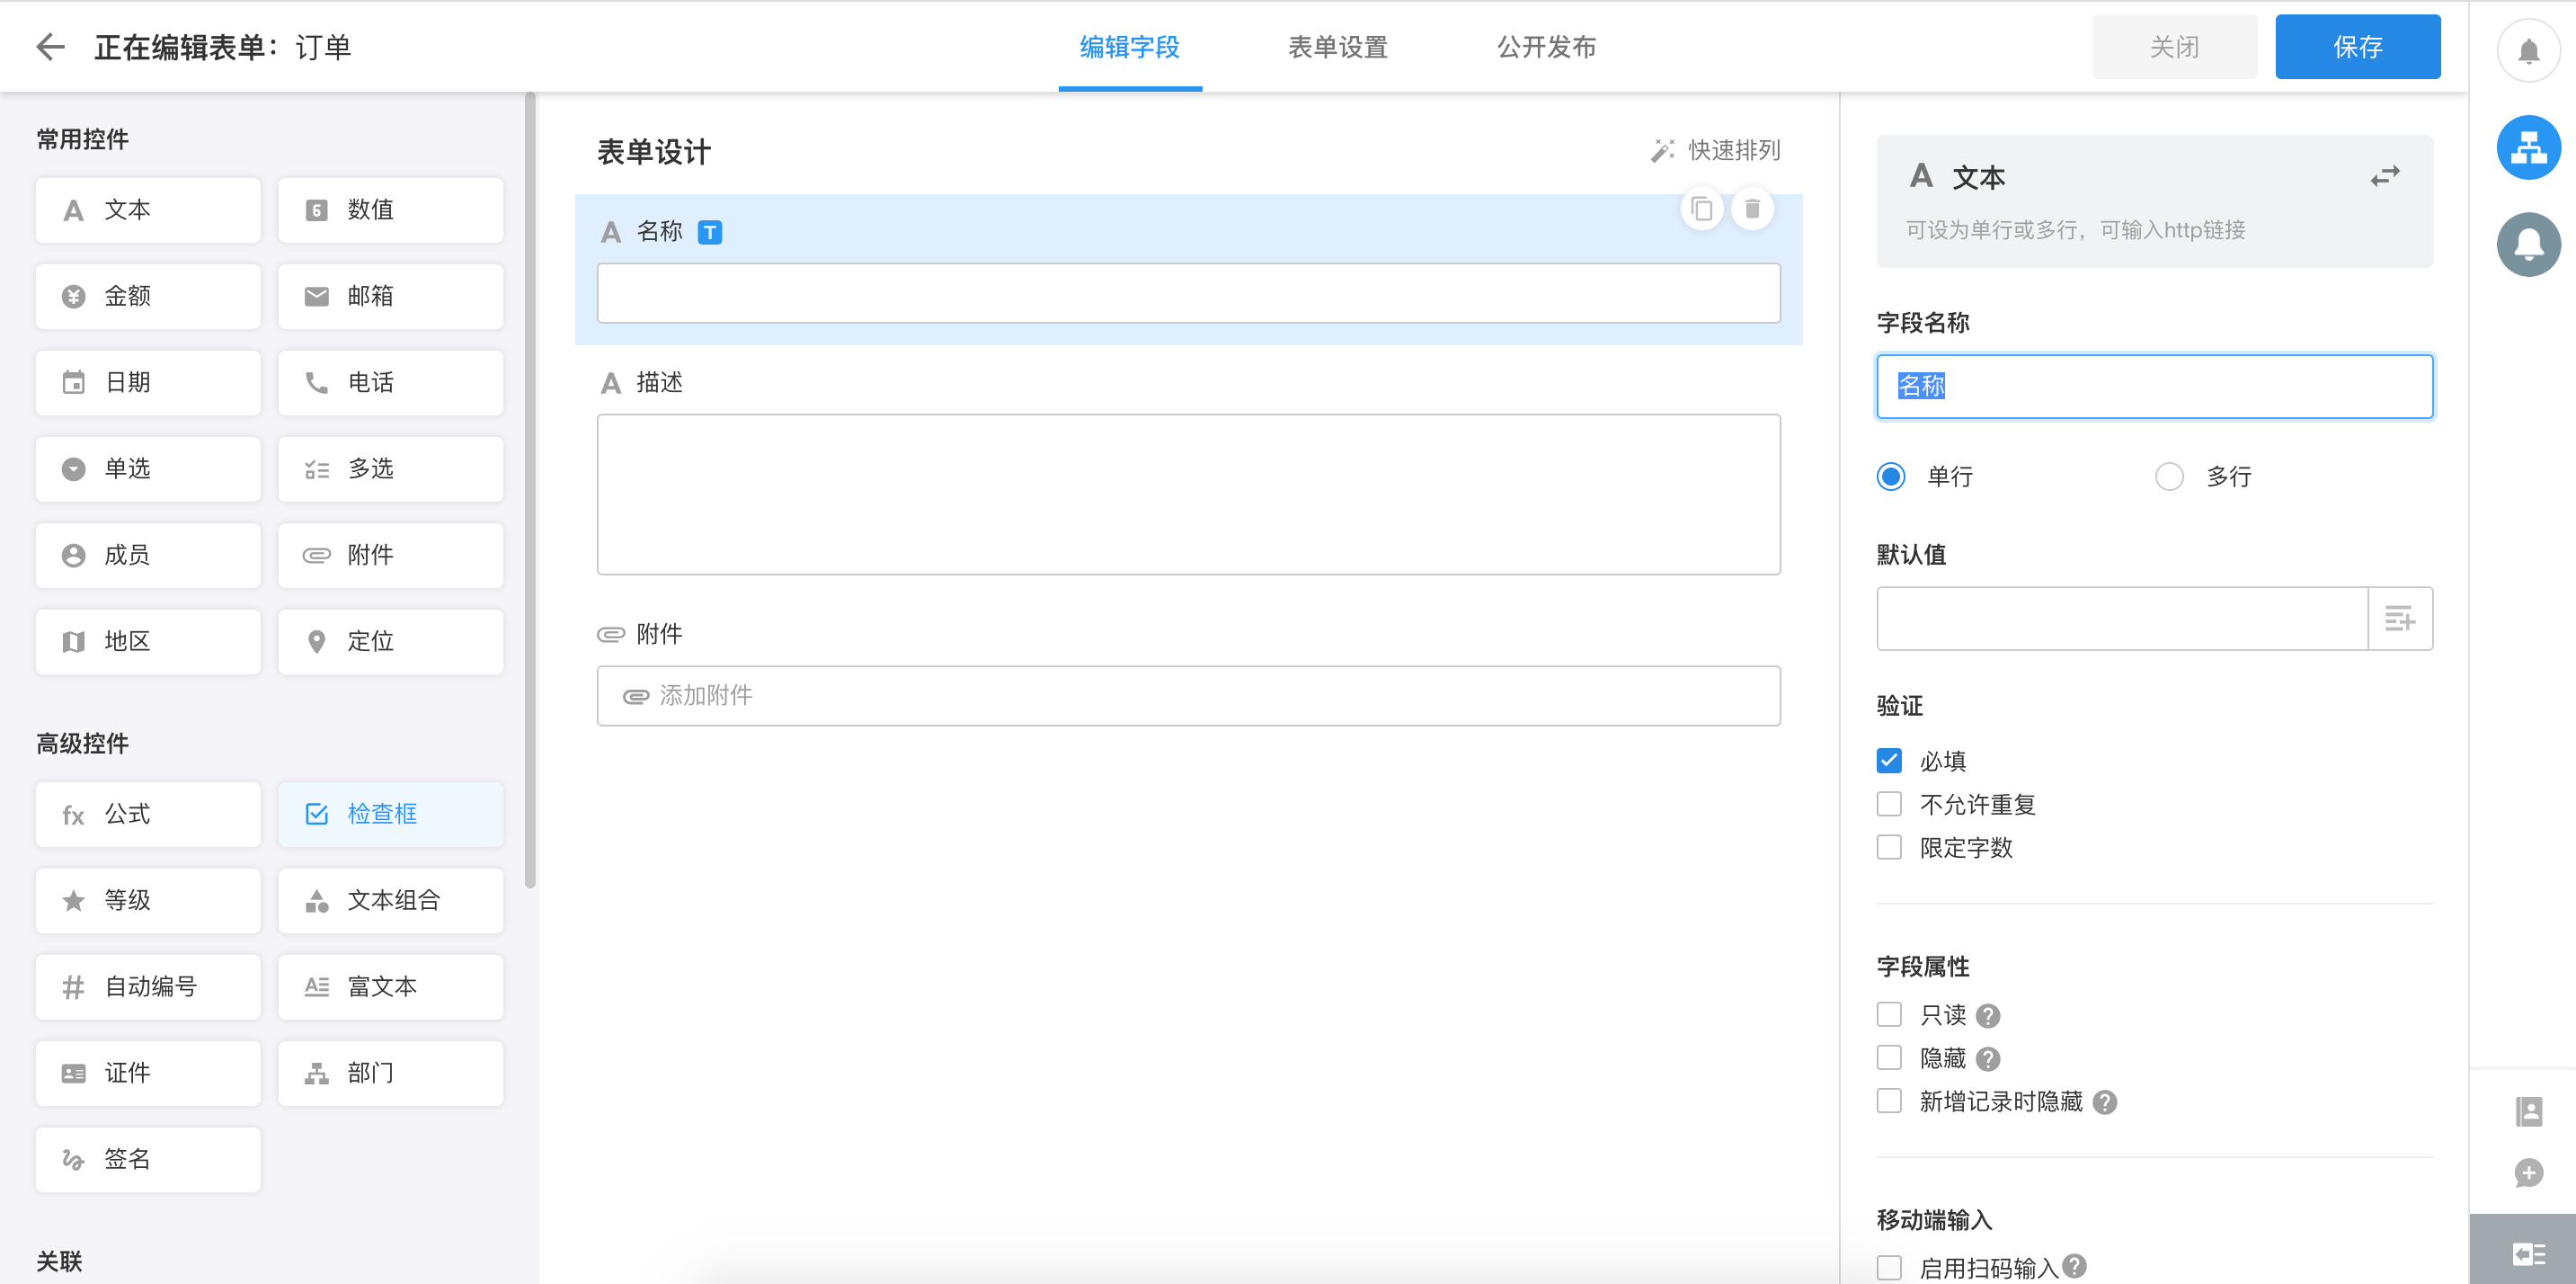 正在编辑表单：订单
编辑字段
表单设置
公开发布
关闭
保存
常用控件
文本
数值
金额
邮箱
日期
电话
单选
多选
成员
附件
地区
定位
高级控件
fx 公式
检查框
等级
文本组合
自动编号
富文本
证件
部门
签名
关联
表单设计
快速排列
A 名称 T
A 描述
附件
添加附件
A 文本
可设为单行或多行，可输入http链接
字段名称
名称
单行
多行
默认值
验证
必填
不允许重复
限定字数
字段属性
只读
隐藏
新增记录时隐藏
移动端输入
启用扫码输入